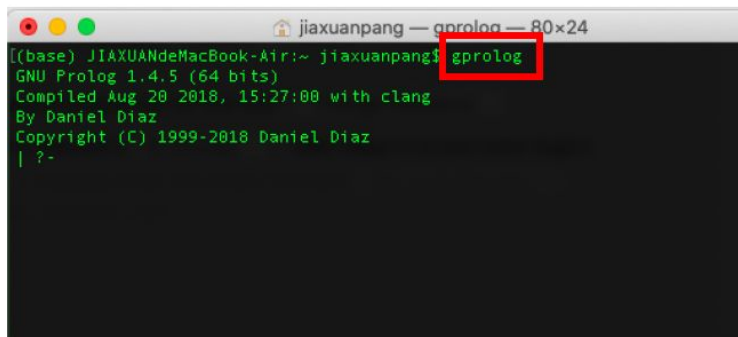 jiaxuanpang — gprolog — 80×24
[(base) JIAXUANdeMacBook-Air:~ jiaxuanpang$ gprolog
GNU Prolog 1.4.5 (64 bits)
Compiled Aug 20 2018, 15:27:00 with clang
By Daniel Diaz
Copyright (C) 1999-2018 Daniel Diaz
| ?-